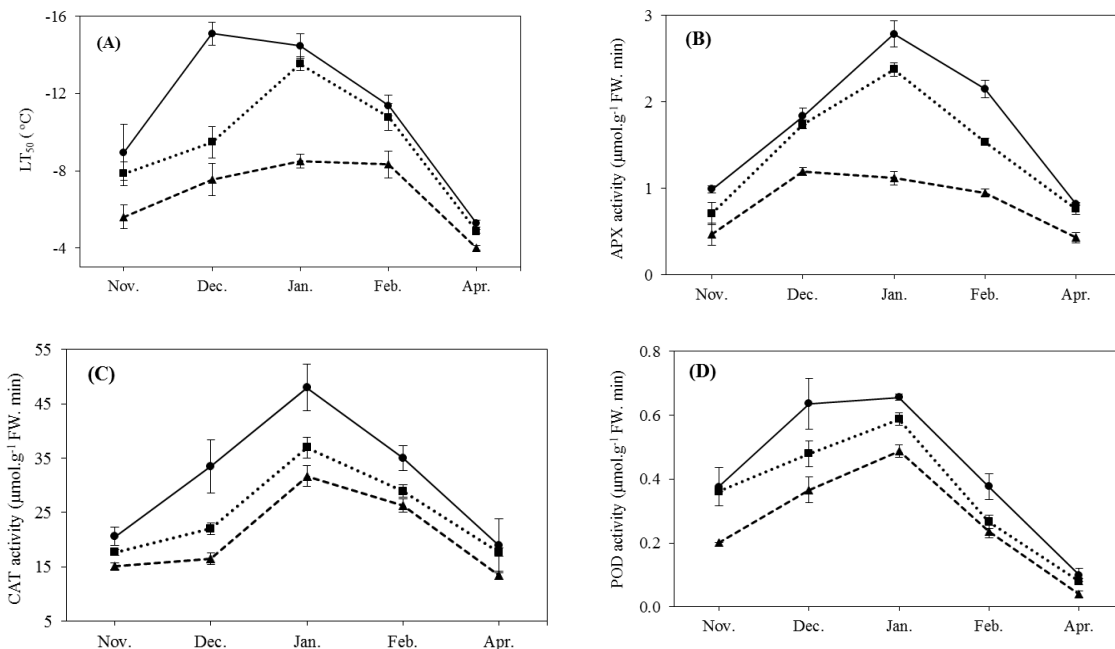 (A)
LT₅₀ ( °C)
-16
-12
-8
-4
Nov. Dec. Jan. Feb. Apr.
(B)
APX activity (µmol.g⁻¹ FW. min)
3
2
1
0
Nov. Dec. Jan. Feb. Apr.
(C)
CAT activity (µmol.g⁻¹ FW. min)
55
45
35
25
15
5
Nov. Dec. Jan. Feb. Apr.
(D)
POD activity (µmol.g⁻¹ FW. min)
0.8
0.6
0.4
0.2
0.0
Nov. Dec. Jan. Feb. Apr.